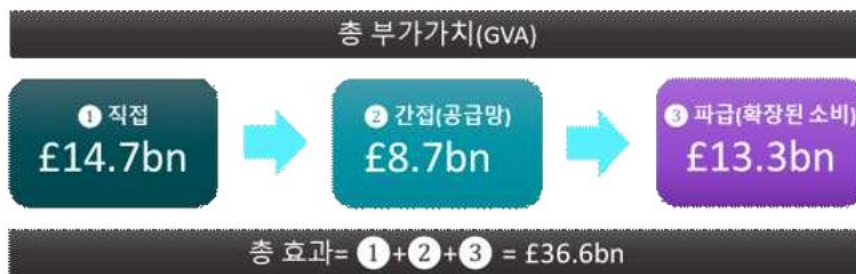 총 부가가치(GVA)
❶ 직접
£14.7bn
❷ 간접(공급망)
£8.7bn
❸ 파급(확장된 소비)
£13.3bn
총 효과= ❶+❷+❸ = £36.6bn